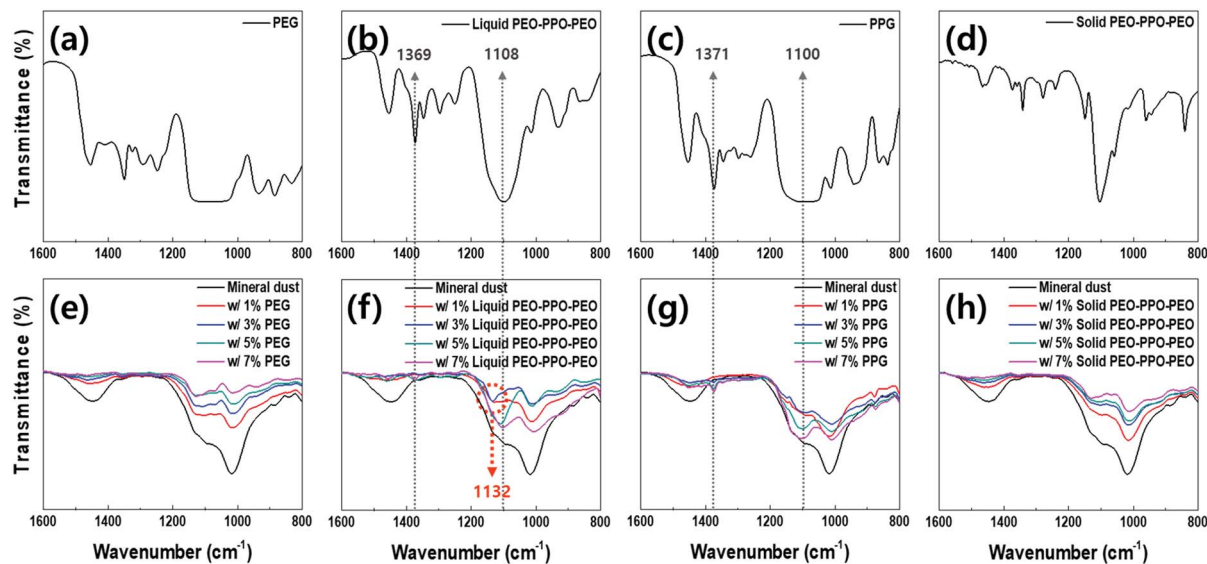 (a)
PEG
(b)
Liquid PEO-PPO-PEO
1369
1108
(c)
PPG
1371
1100
(d)
Solid PEO-PPO-PEO
Transmittance (%)
1600 1400 1200 1000 800
1600 1400 1200 1000 800
1600 1400 1200 1000 800
1600 1400 1200 1000 800
(e)
Mineral dust
w/ 1% PEG
w/ 3% PEG
w/ 5% PEG
w/ 7% PEG
(f)
Mineral dust
w/ 1% Liquid PEO-PPO-PEO
w/ 3% Liquid PEO-PPO-PEO
w/ 5% Liquid PEO-PPO-PEO
w/ 7% Liquid PEO-PPO-PEO
1132
(g)
Mineral dust
w/ 1% PPG
w/ 3% PPG
w/ 5% PPG
w/ 7% PPG
(h)
Mineral dust
w/ 1% Solid PEO-PPO-PEO
w/ 3% Solid PEO-PPO-PEO
w/ 5% Solid PEO-PPO-PEO
w/ 7% Solid PEO-PPO-PEO
Transmittance (%)
1600 1400 1200 1000 800
1600 1400 1200 1000 800
1600 1400 1200 1000 800
1600 1400 1200 1000 800
Wavenumber (cm⁻¹)
Wavenumber (cm⁻¹)
Wavenumber (cm⁻¹)
Wavenumber (cm⁻¹)